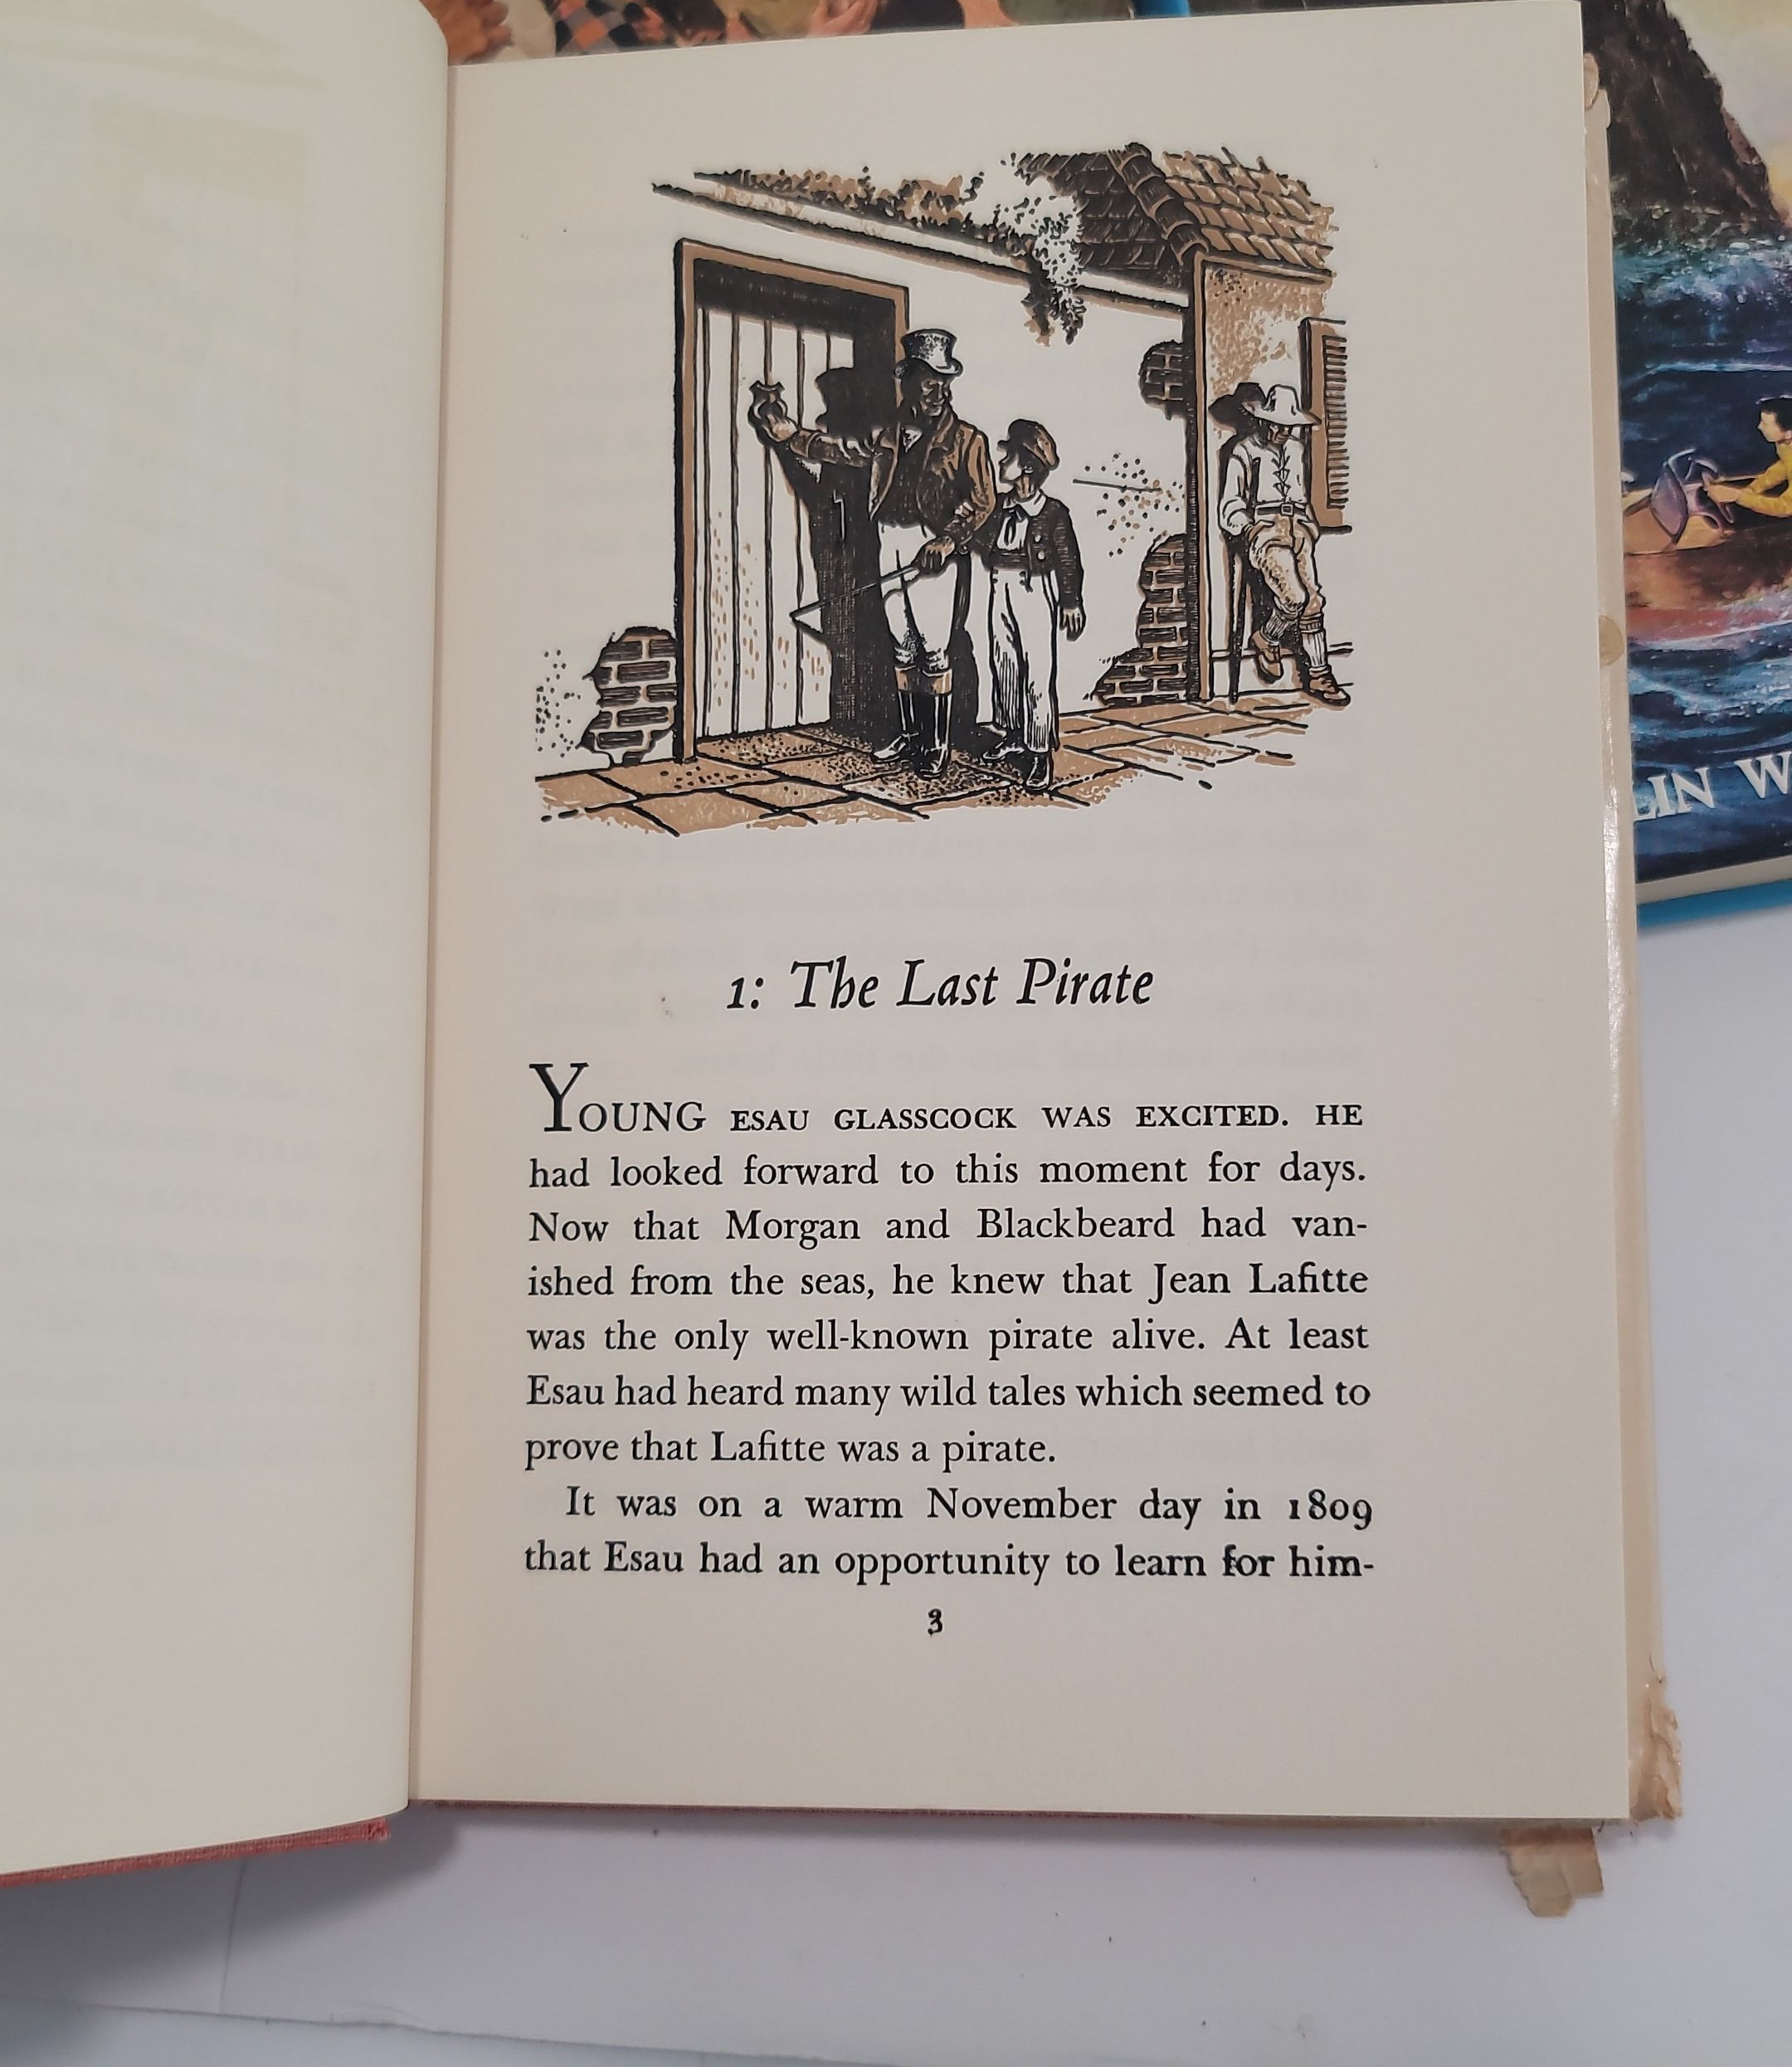 1: The Last Pirate
YOUNG ESAU GLASSCOCK WAS EXCITED. HE
had looked forward to this moment for days.
Now that Morgan and Blackbeard had van-
ished from the seas, he knew that Jean Lafitte
was the only well-known pirate alive. At least
Esau had heard many wild tales which seemed to
prove that Lafitte was a pirate.
It was on a warm November day in 1809
that Esau had an opportunity to learn for him-
3
LIN W